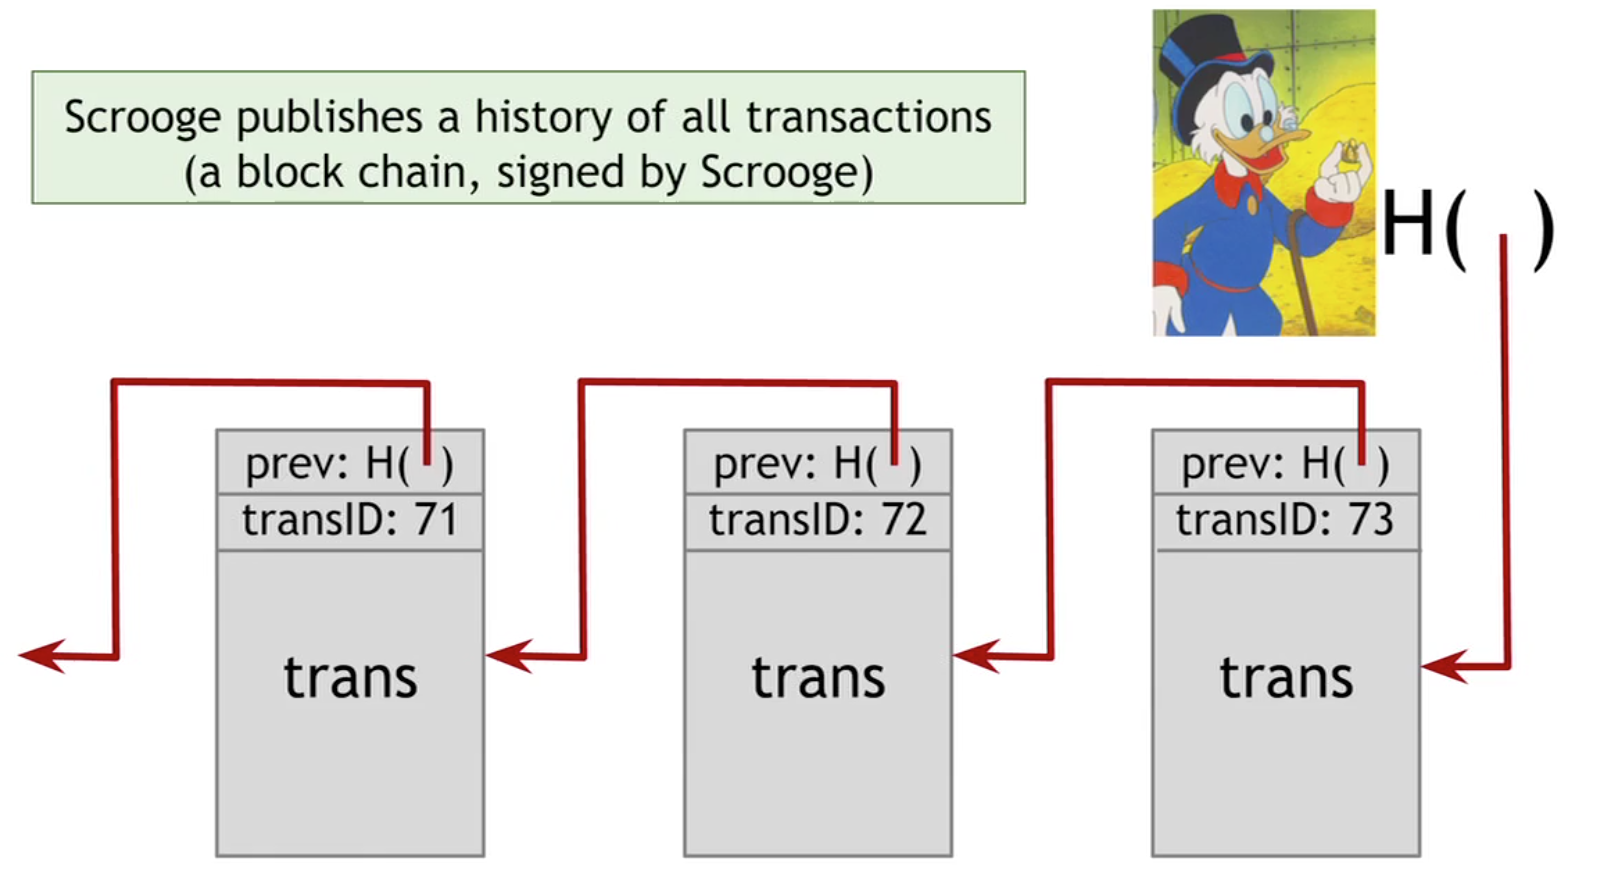 Scrooge publishes a history of all transactions
(a block chain, signed by Scrooge)
H( )
prev: H( )
transID: 71
trans
prev: H( )
transID: 72
trans
prev: H( )
transID: 73
trans